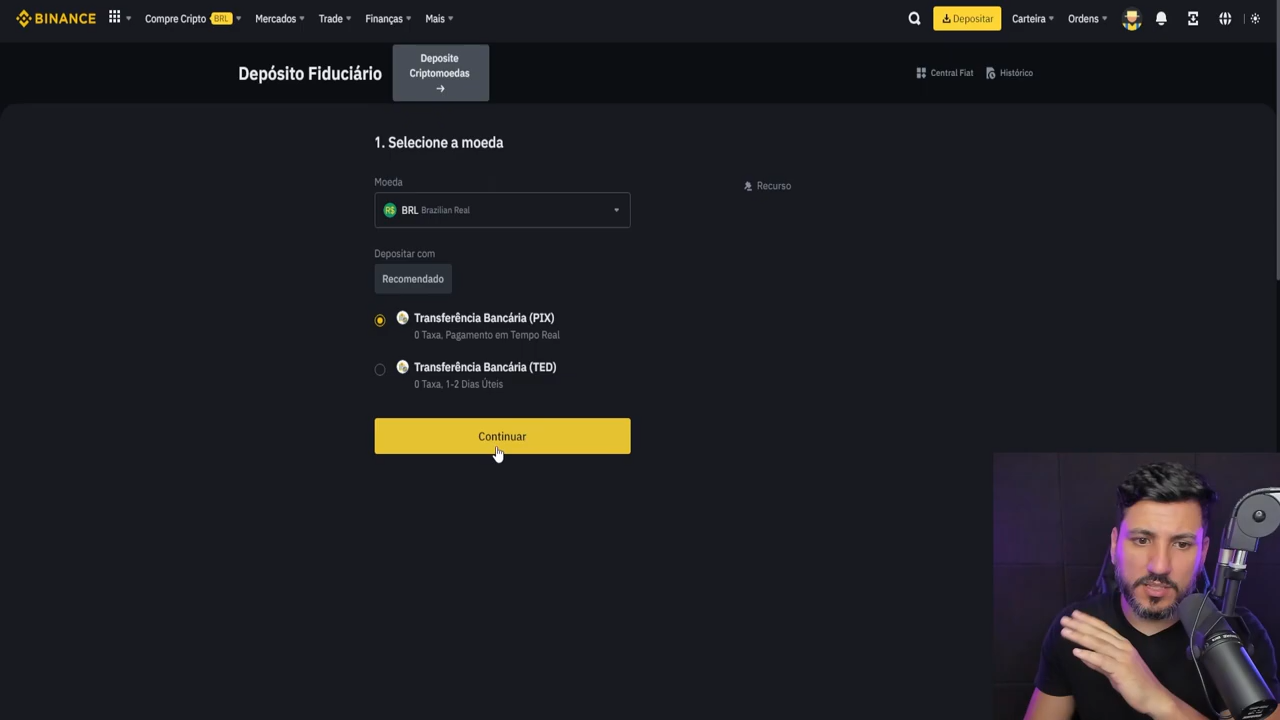 BINANCE
Compre Cripto BRL
Mercados
Trade
Finanças
Mais
Depositar
Carteira
Ordens
Depósito Fiduciário
Deposite
Criptomoedas
→
Central Fiat
Histórico
1. Selecione a moeda
Moeda
Recurso
R$ BRL Brazilian Real
Depositar com
Recomendado
Transferência Bancária (PIX)
0 Taxa, Pagamento em Tempo Real
Transferência Bancária (TED)
0 Taxa, 1-2 Dias Úteis
Continuar